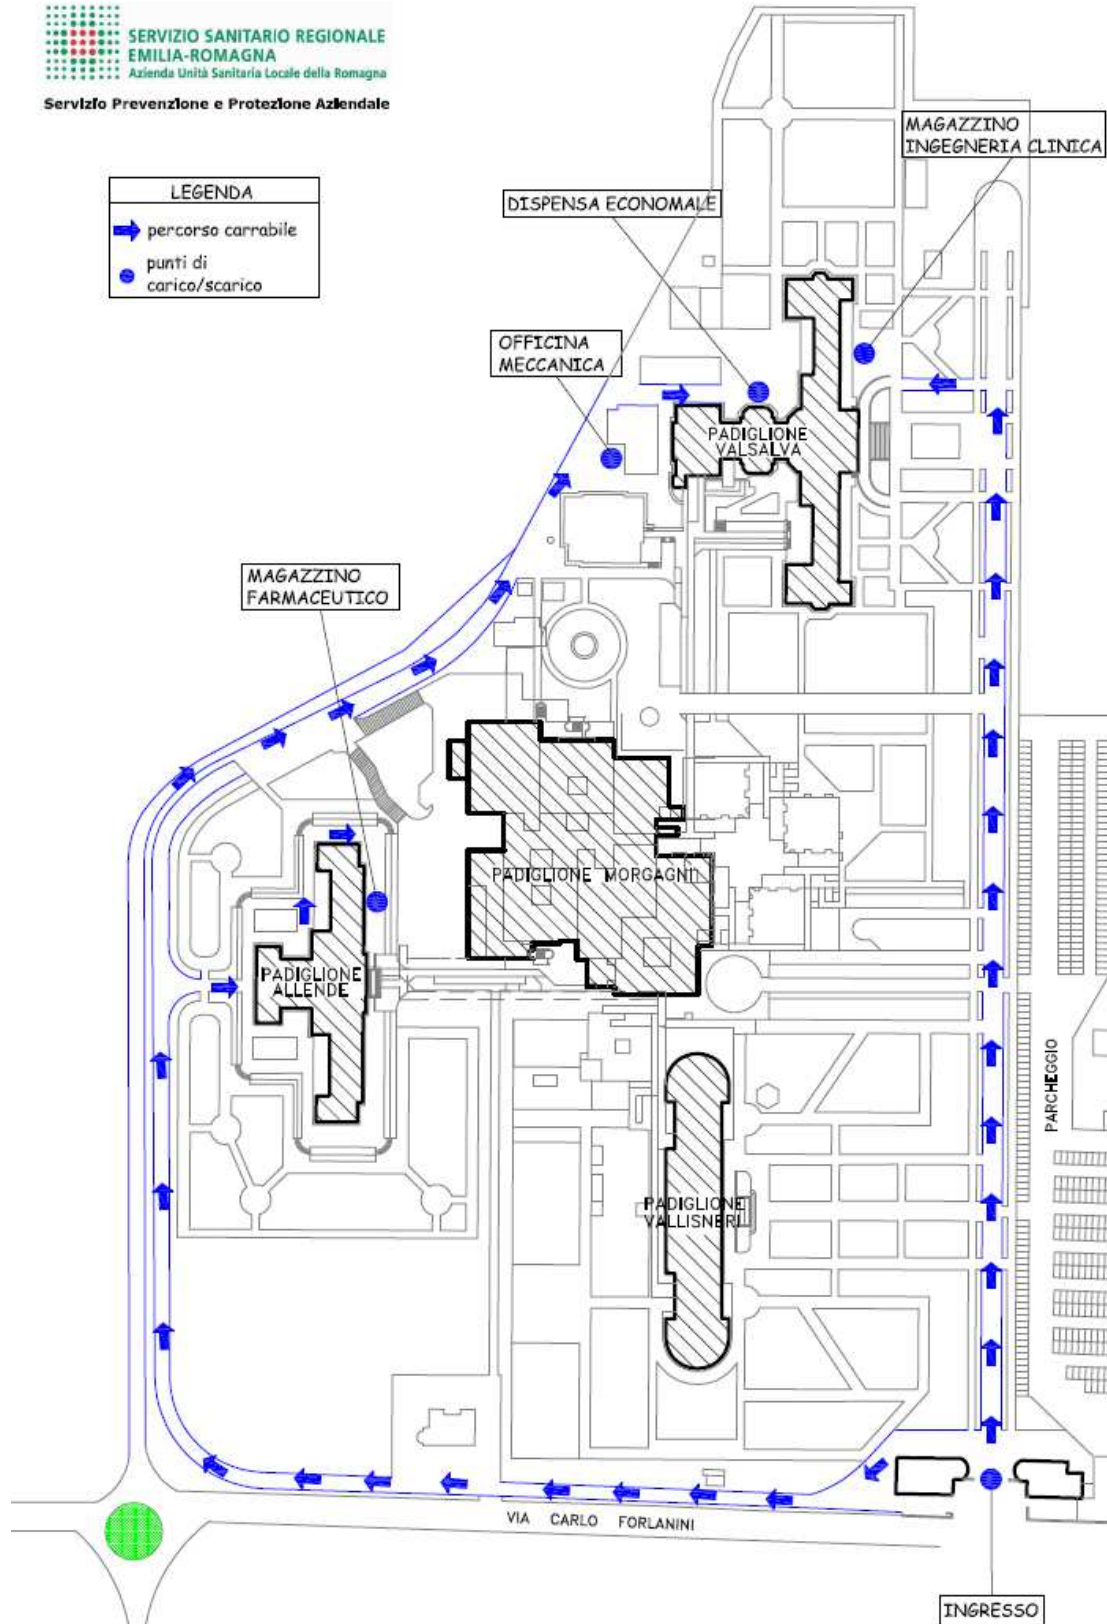 SERVIZIO SANITARIO REGIONALE
EMILIA-ROMAGNA
Azienda Unità Sanitaria Locale della Romagna
Servizio Prevenzione e Protezione Aziendale
LEGENDA
percorso carrabile
punti di
carico/scarico
MAGAZZINO
INGEGNERIA CLINICA
DISPENSA ECONOMALE
OFFICINA
MECCANICA
PADIGLIONE
VALSALVA
MAGAZZINO
FARMACEUTICO
PADIGLIONE MORGAGNI
PADIGLIONE
ALLENDE
PARCHEGGIO
PADIGLIONE
VALLISNERI
VIA CARLO FORLANINI
INGRESSO